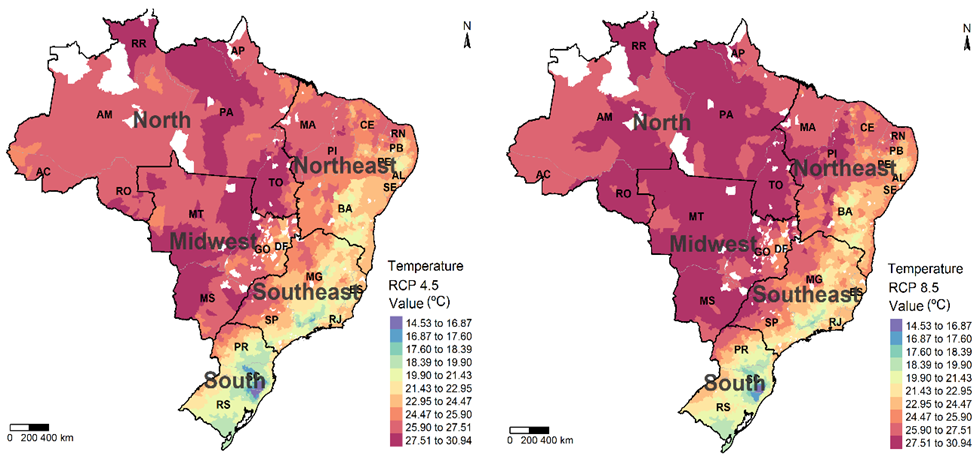 N
RR
AP
AM
North
PA
MA
CE
RN
PB
PI
Northeast
PE
AL
SE
AC
RO
TO
MT
BA
Midwest
GO
DF
MG
MS
Southeast
ES
SP
RJ
PR
South
SC
RS
0 200 400 km
Temperature
RCP 4.5
Value (ºC)
14.53 to 16.87
16.87 to 17.60
17.60 to 18.39
18.39 to 19.90
19.90 to 21.43
21.43 to 22.95
22.95 to 24.47
24.47 to 25.90
25.90 to 27.51
27.51 to 30.94
N
RR
AP
AM
North
PA
MA
CE
RN
PB
PI
Northeast
PE
AL
SE
AC
RO
TO
MT
BA
Midwest
GO
DF
MG
MS
Southeast
ES
SP
RJ
PR
South
SC
RS
0 200 400 km
Temperature
RCP 8.5
Value (ºC)
14.53 to 16.87
16.87 to 17.60
17.60 to 18.39
18.39 to 19.90
19.90 to 21.43
21.43 to 22.95
22.95 to 24.47
24.47 to 25.90
25.90 to 27.51
27.51 to 30.94